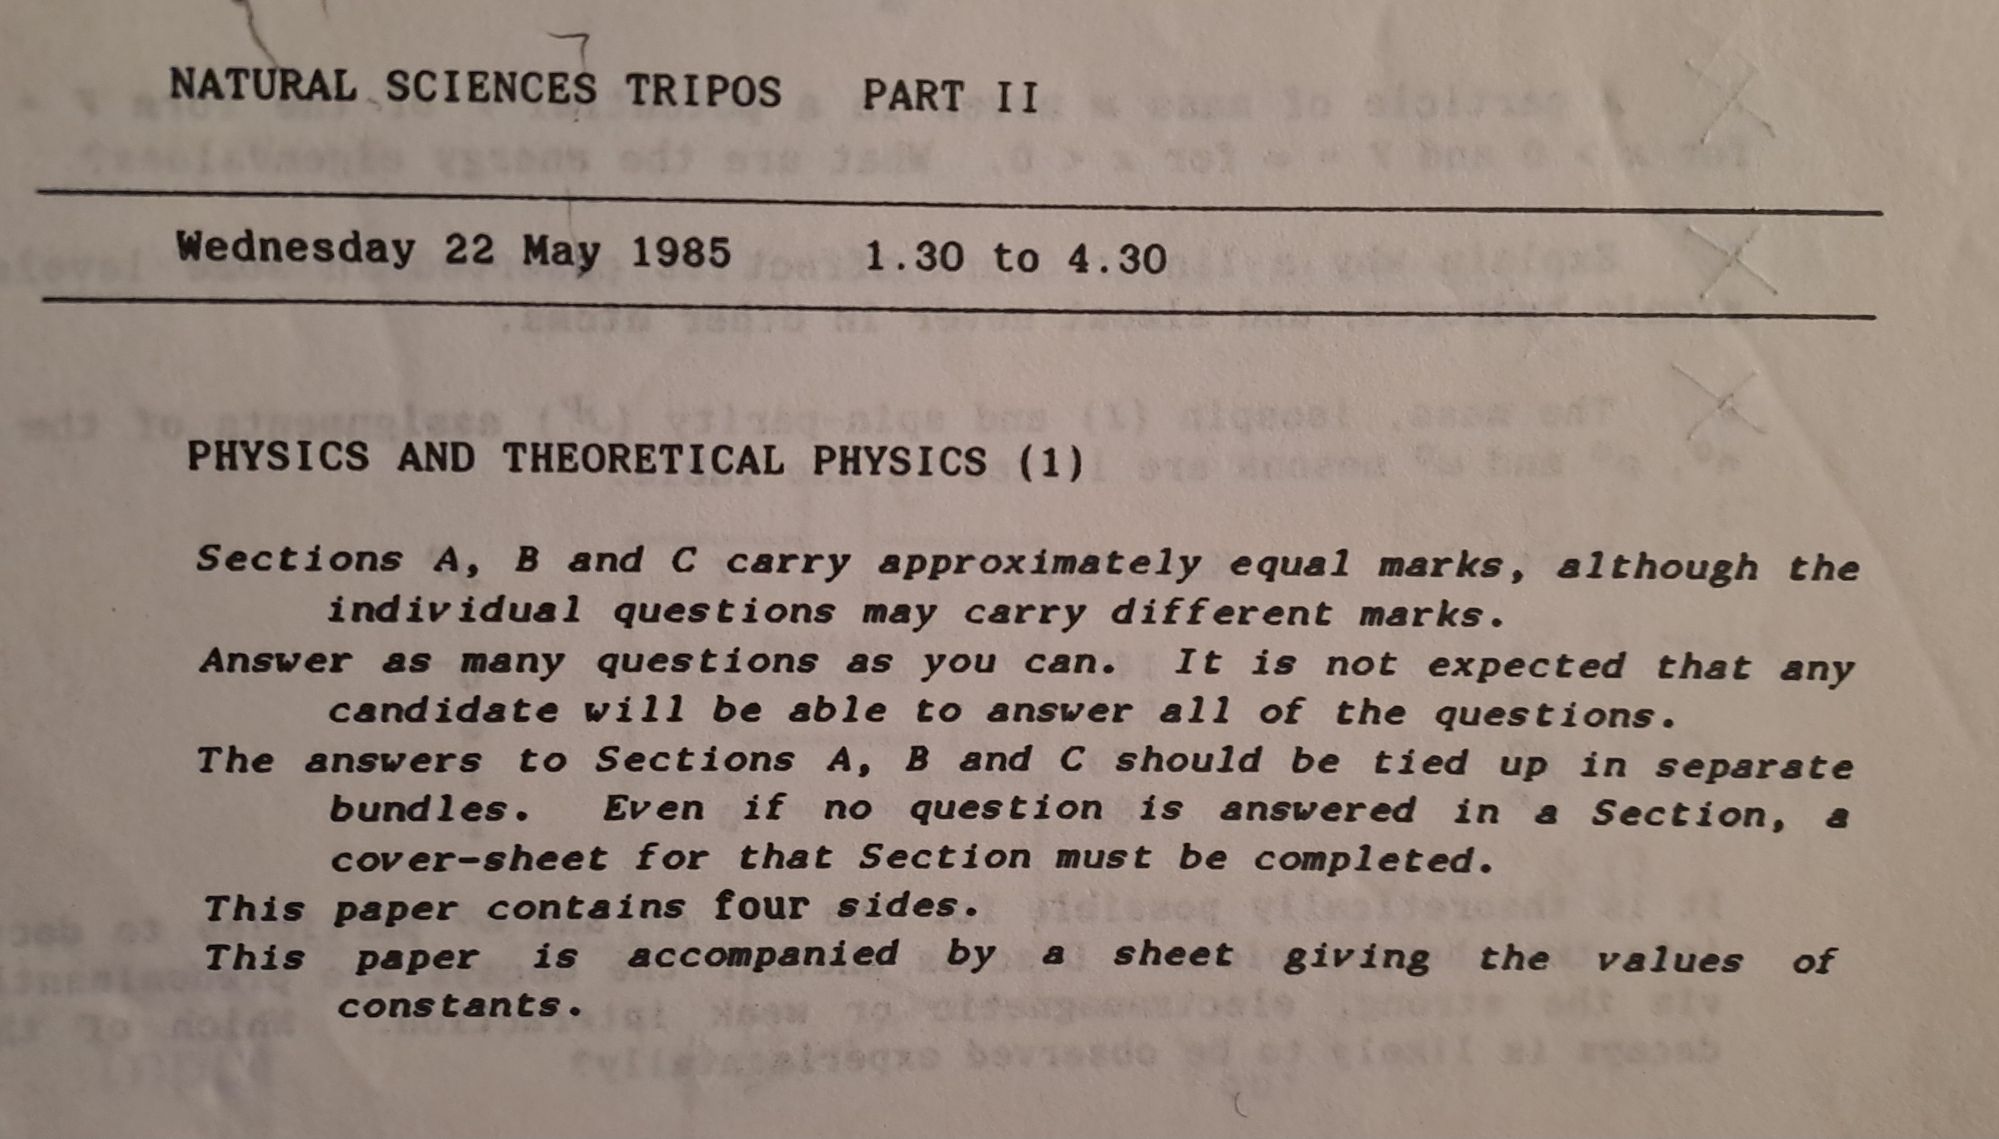 NATURAL SCIENCES TRIPOS PART II
Wednesday 22 May 1985 1.30 to 4.30
PHYSICS AND THEORETICAL PHYSICS (1)
Sections A, B and C carry approximately equal marks, although the
individual questions may carry different marks.
Answer as many questions as you can. It is not expected that any
candidate will be able to answer all of the questions.
The answers to Sections A, B and C should be tied up in separate
bundles. Even if no question is answered in a Section, a
cover-sheet for that Section must be completed.
This paper contains four sides.
This paper is accompanied by a sheet giving the values of
constants.